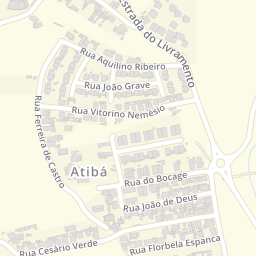 Estrada do Livramento
Rua Aquilino Ribeiro
Rua João Grave
Rua Vitorino Nemésio
Rua Ferreira de Castro
Atibá
Rua do Bocage
Rua João de Deus
Rua Cesário Verde
Rua Florbela Espanca